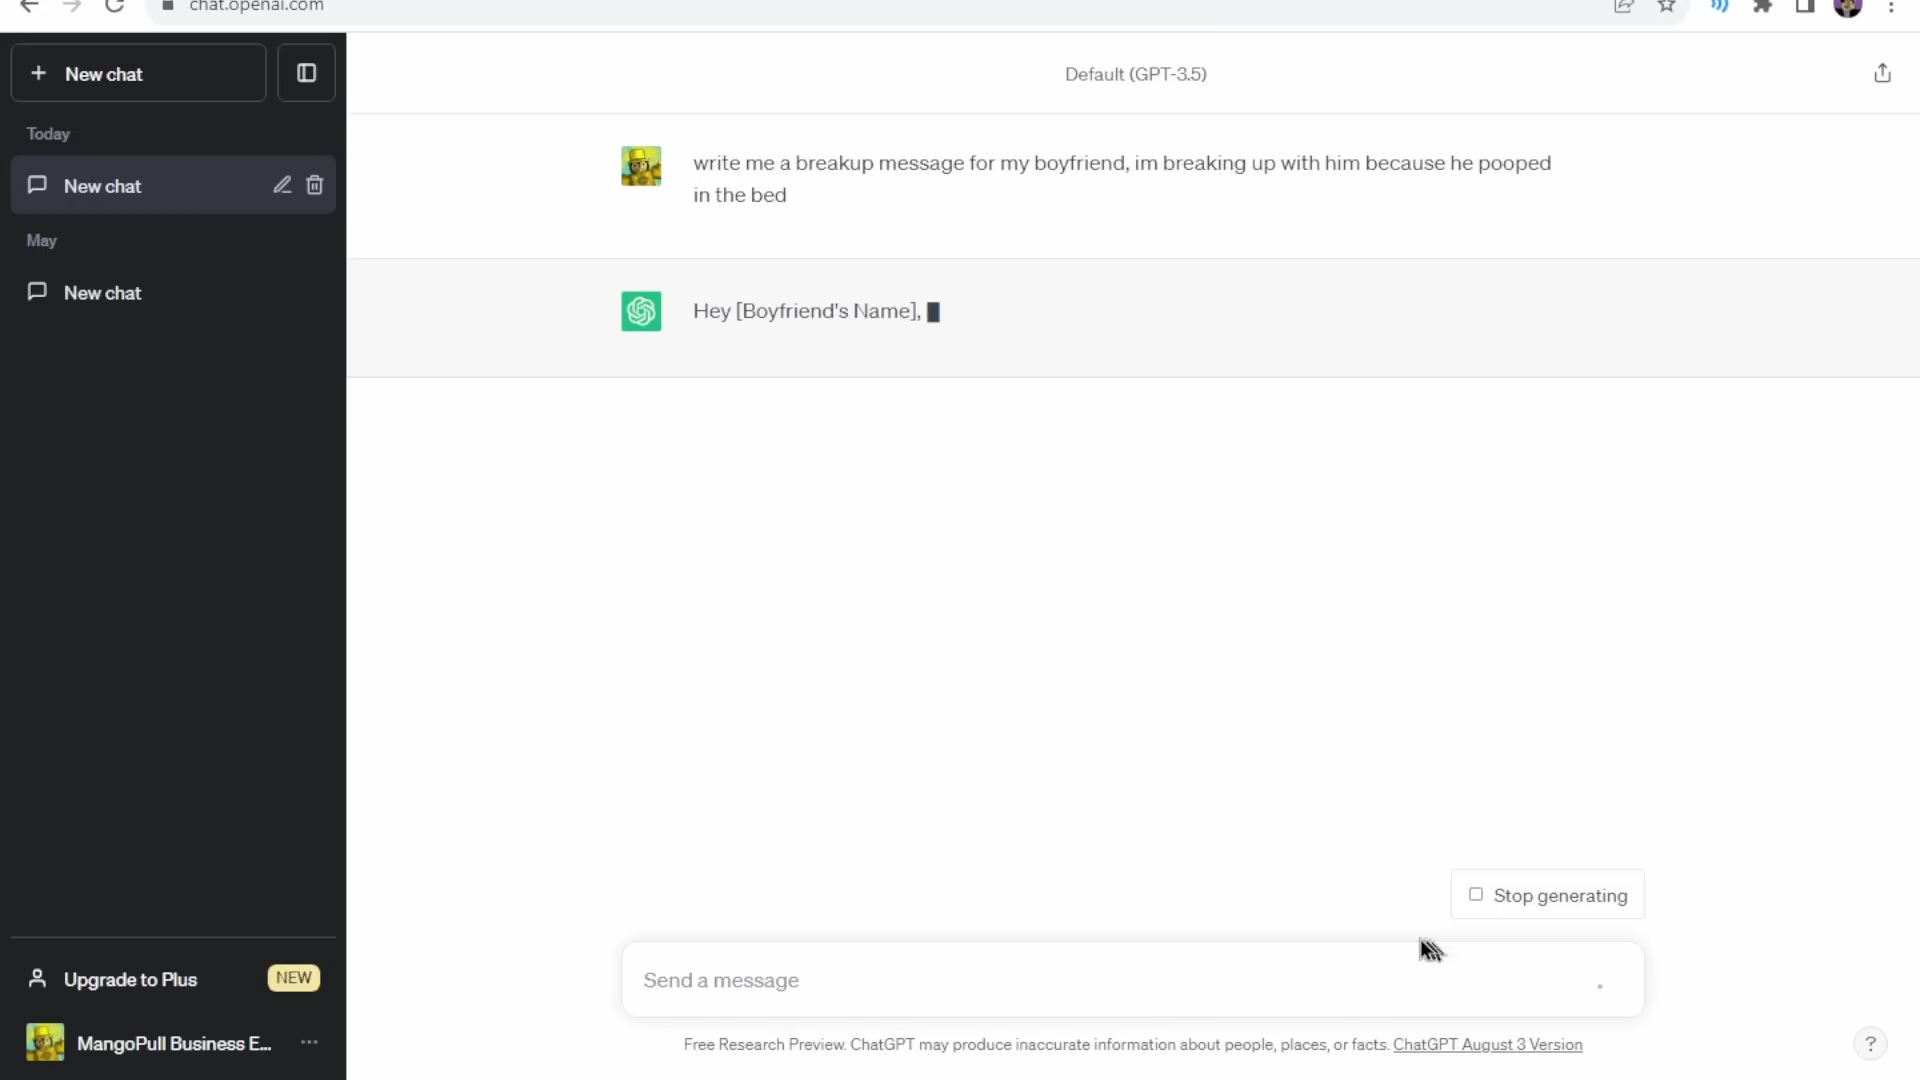 chat.openai.com
New chat
Default (GPT-3.5)
Today
New chat
May
New chat
write me a breakup message for my boyfriend, im breaking up with him because he pooped
in the bed
Hey [Boyfriend's Name],
Stop generating
Send a message
Upgrade to Plus NEW
MangoPull Business E...
Free Research Preview. ChatGPT may produce inaccurate information about people, places, or facts. ChatGPT August 3 Version
?